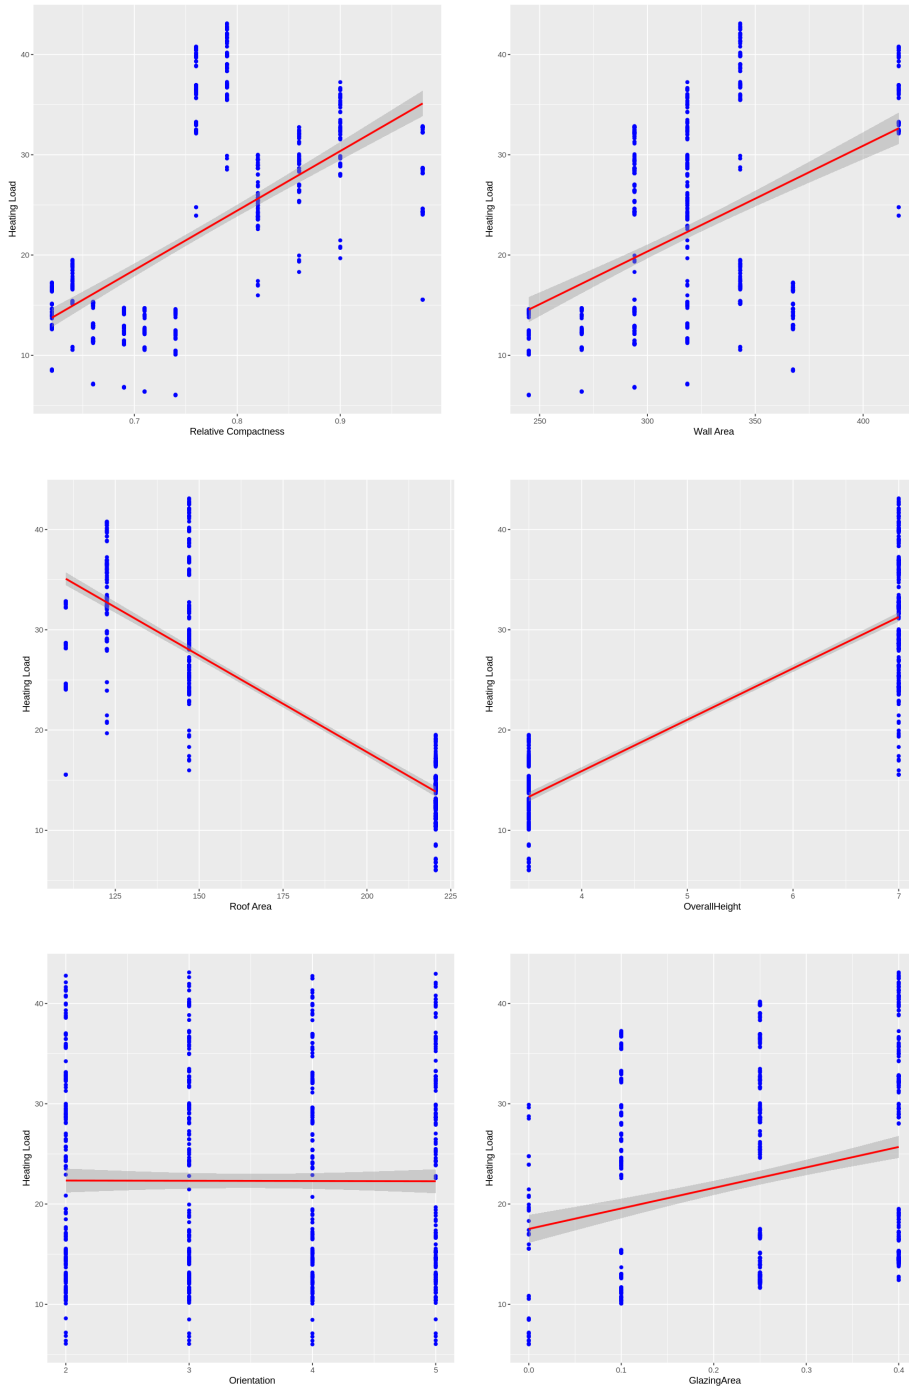 Heating Load
40
30
20
10
0.7 0.8 0.9
Relative Compactness
Heating Load
40
30
20
10
250 300 350 400
Wall Area
Heating Load
40
30
20
10
125 150 175 200 225
Roof Area
Heating Load
40
30
20
10
4 5 6 7
OverallHeight
Heating Load
40
30
20
10
2 3 4 5
Orientation
Heating Load
40
30
20
10
0.0 0.1 0.2 0.3 0.4
GlazingArea